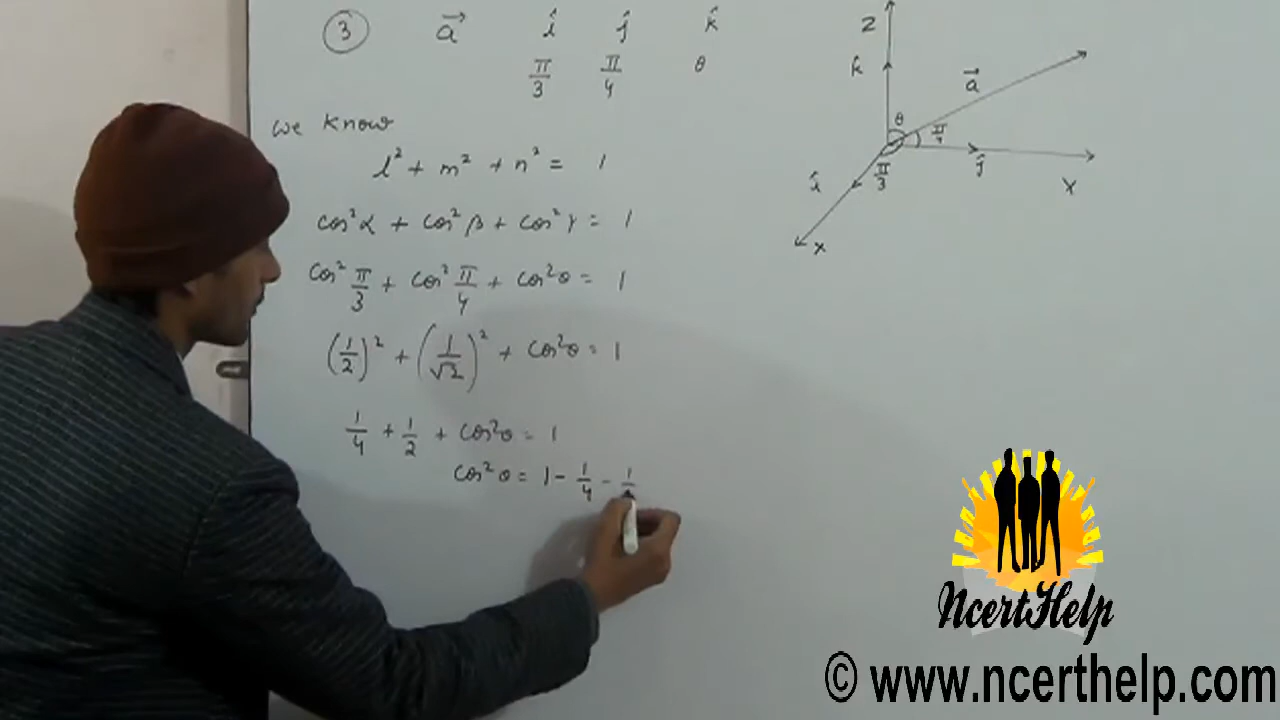 3 a⃗ î ĵ k̂
π/3 π/4 θ
we know
l² + m² + n² = 1
cos²α + cos²β + cos²γ = 1
cos² π/3 + cos² π/4 + cos²θ = 1
(1/2)² + (1/√2)² + cos²θ = 1
1/4 + 1/2 + cos²θ = 1
cos²θ = 1 - 1/4 - 1/
Z
k̂
a⃗
θ
π/4
ĵ
X
π/3
î
x
NcertHelp
© www.ncerthelp.com